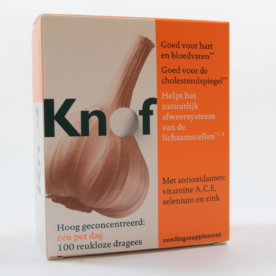 Knof
Goed voor hart
en bloedvaten**
Goed voor de
cholesterolspiegel**
Helpt het
natuurlijk
afweersysteem
van de
lichaamscellen
Met antioxidanten:
vitamine A,C,E,
selenium en zink
Hoog geconcentreerd:
één per dag
100 reukloze dragees
voedingssupplement